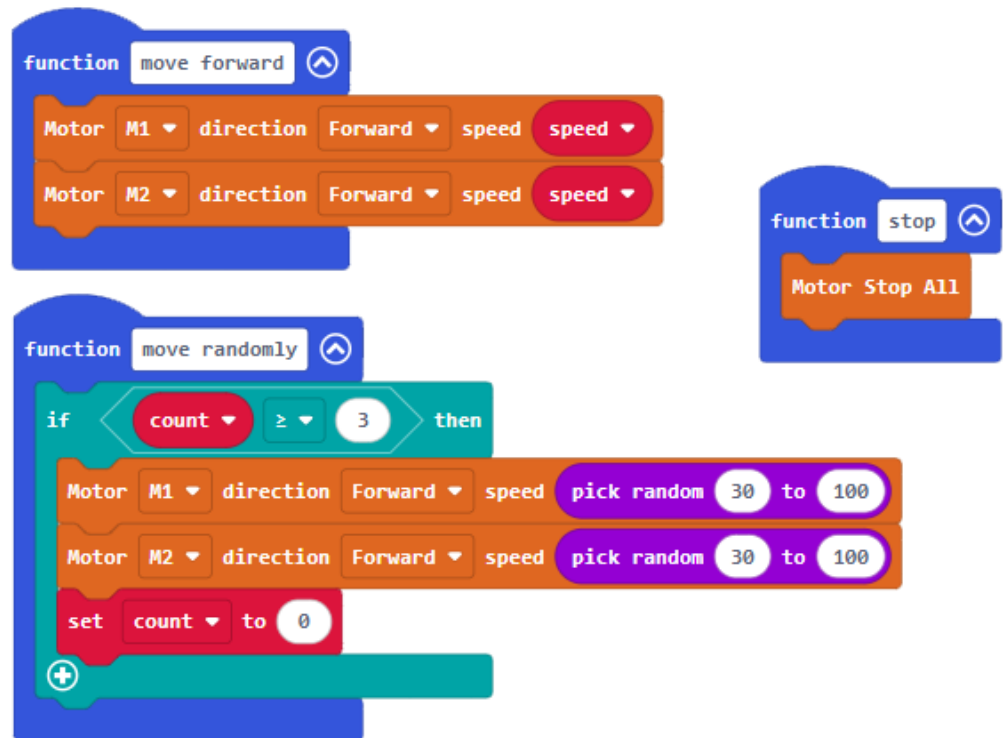 function move forward
Motor M1 direction Forward speed speed
Motor M2 direction Forward speed speed
function stop
Motor Stop All
function move randomly
if count ≥ 3 then
Motor M1 direction Forward speed pick random 30 to 100
Motor M2 direction Forward speed pick random 30 to 100
set count to 0